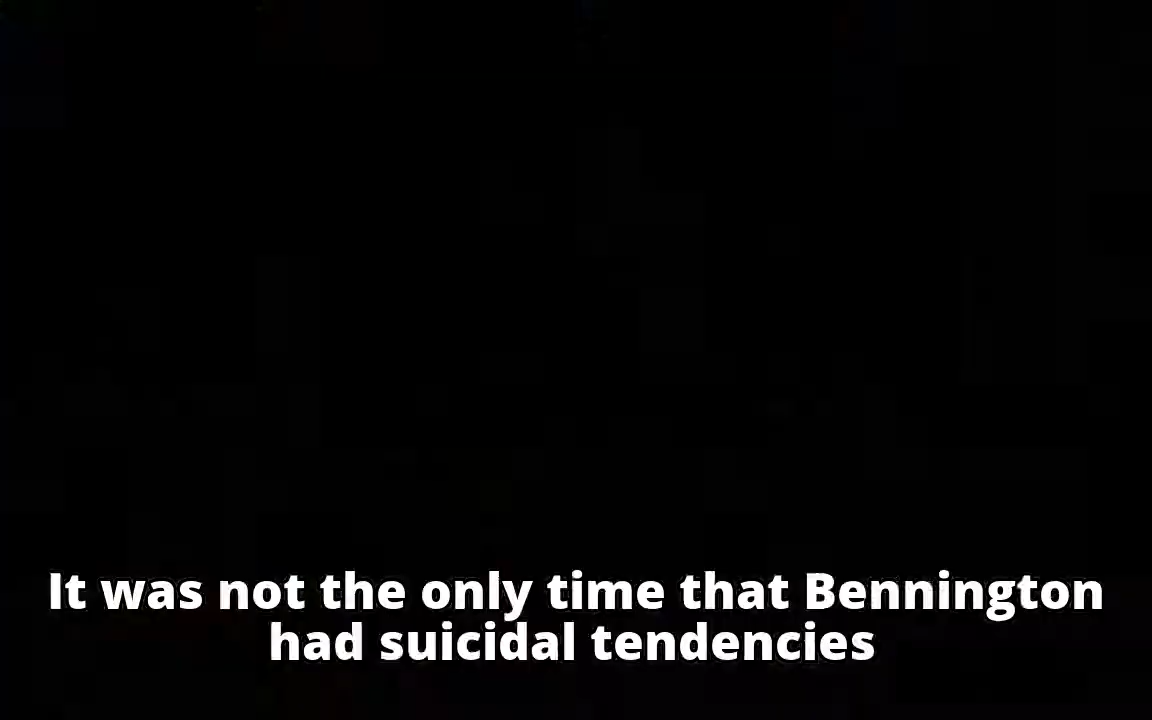 It was not the only time that Bennington
had suicidal tendencies